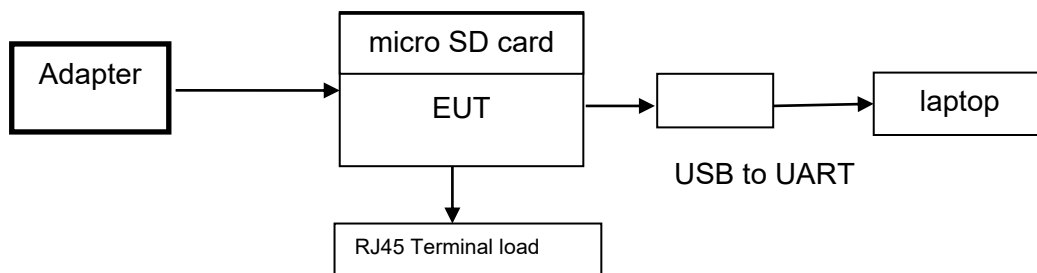 micro SD card
Adapter
EUT
laptop
USB to UART
RJ45 Terminal load